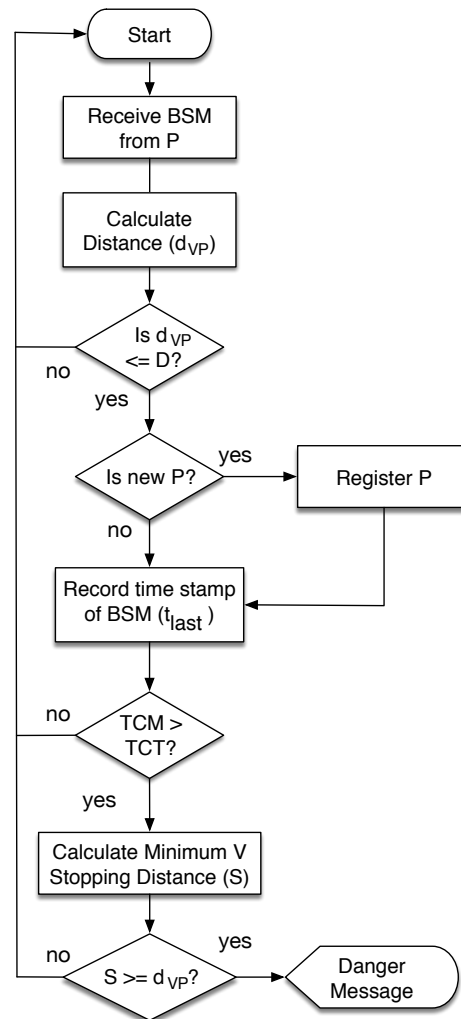 Start
Receive BSM
from P
Calculate
Distance (dVP)
Is dVP
<= D?
no
yes
Is new P?
yes
Register P
no
Record time stamp
of BSM (tlast )
TCM >
TCT?
no
yes
Calculate Minimum V
Stopping Distance (S)
S >= dVP?
no
yes
Danger
Message